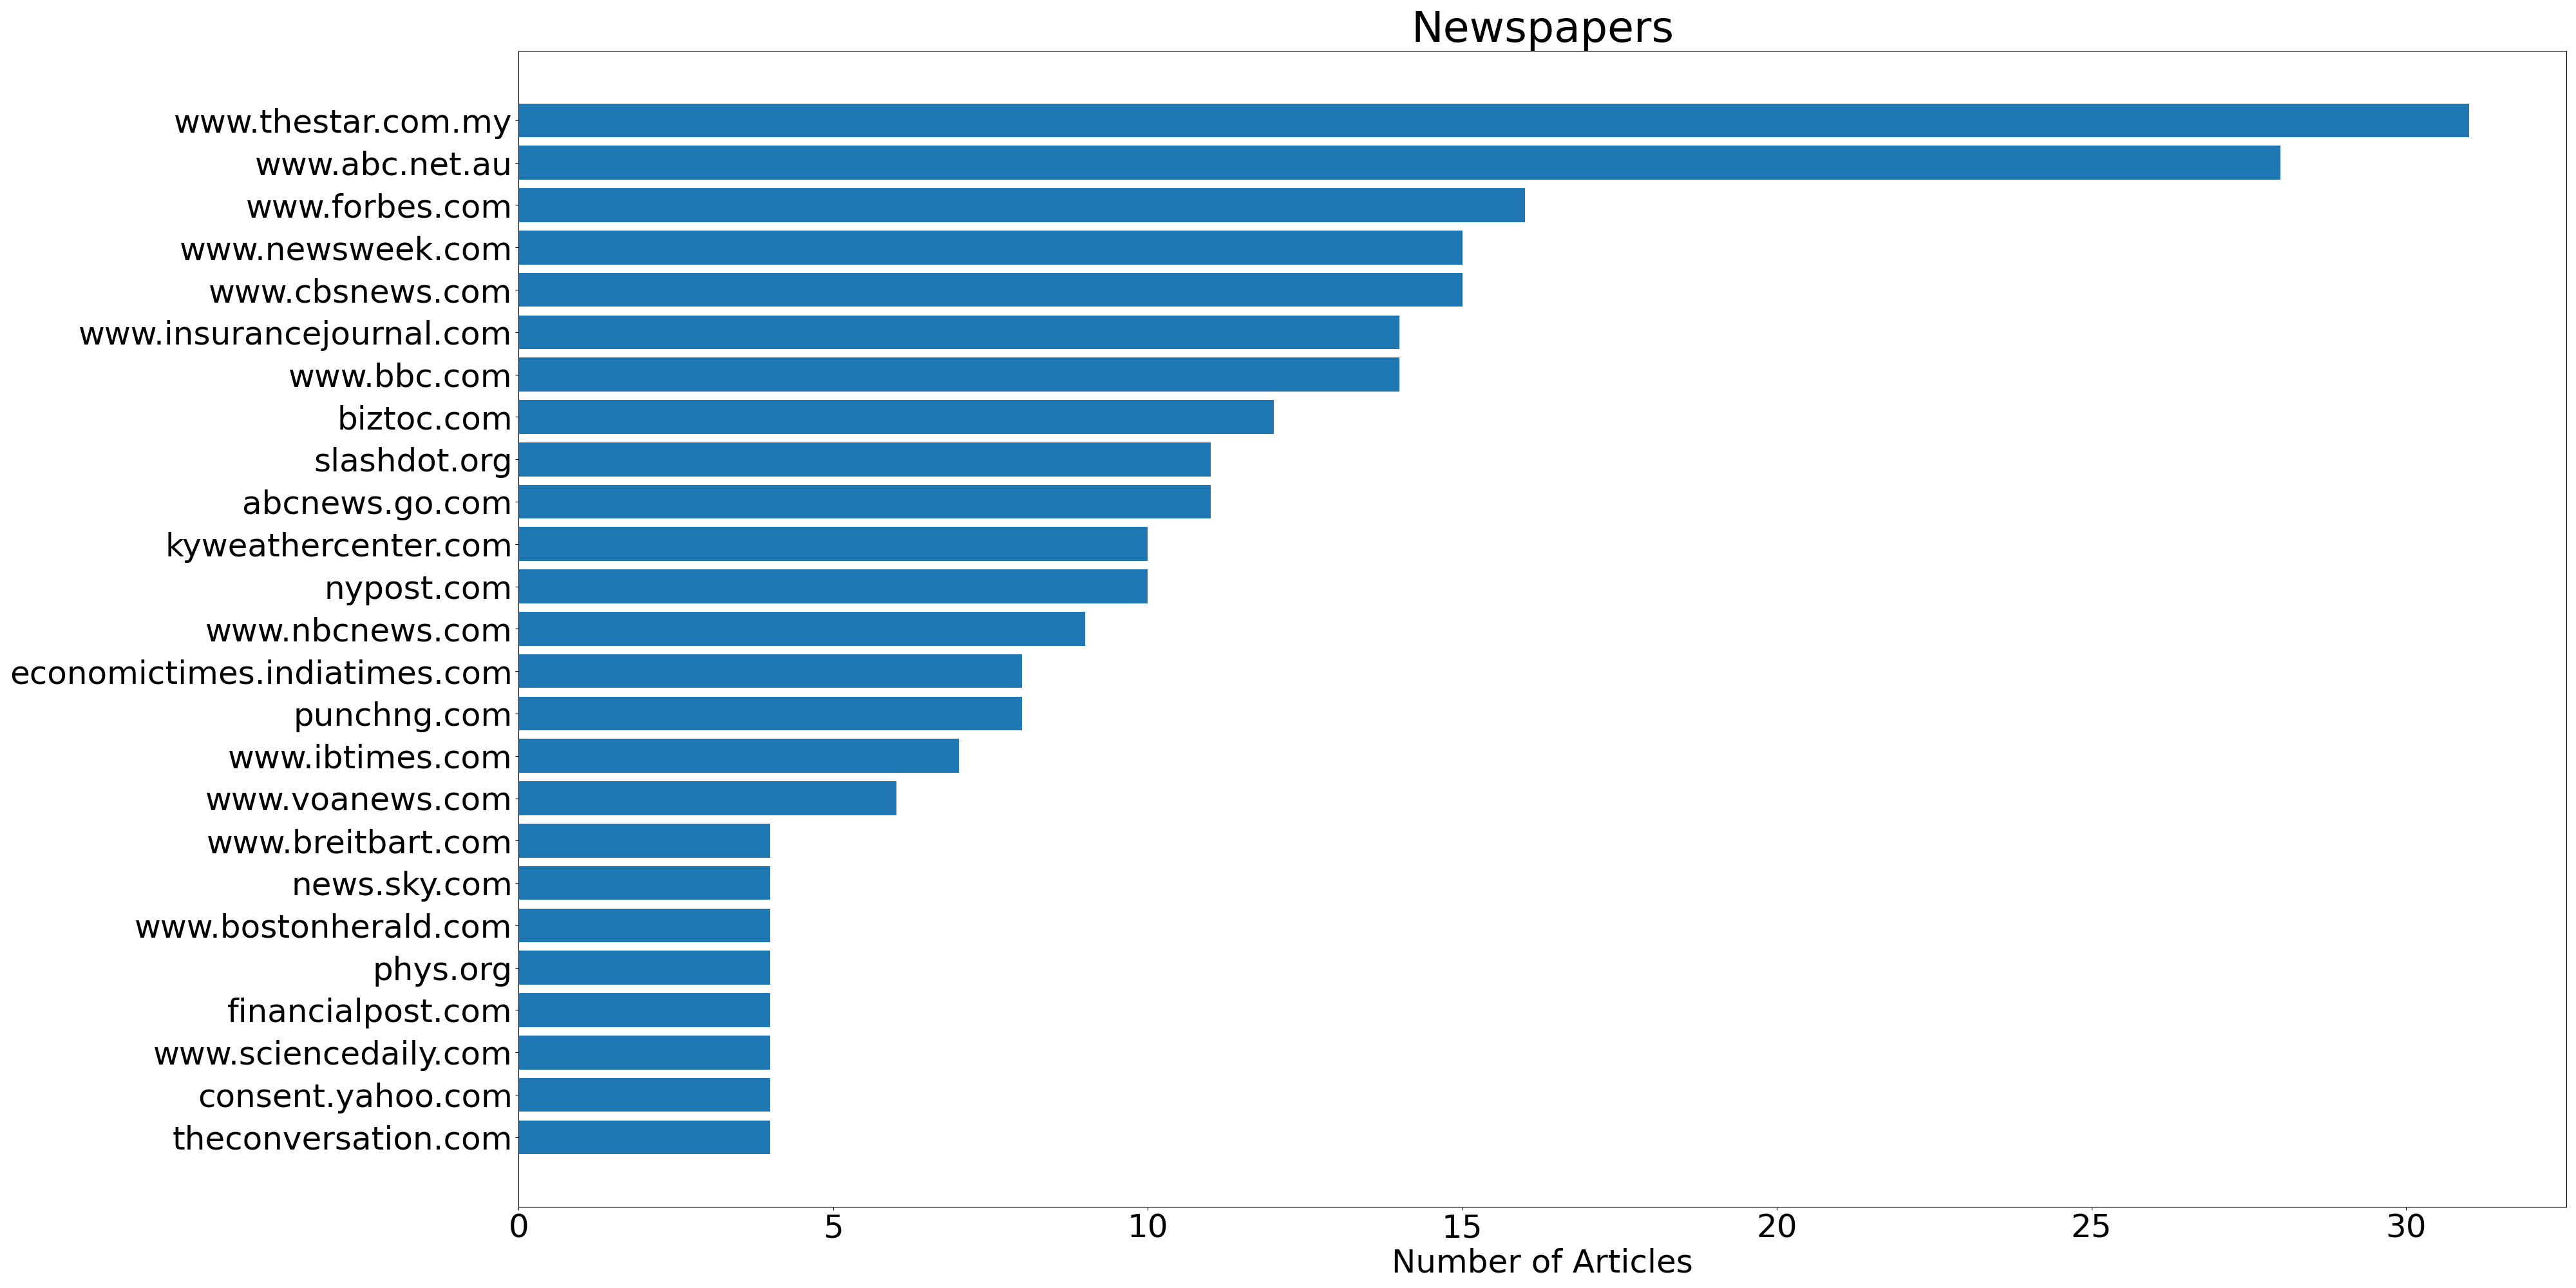 Newspapers
www.thestar.com.my
www.abc.net.au
www.forbes.com
www.newsweek.com
www.cbsnews.com
www.insurancejournal.com
www.bbc.com
biztoc.com
slashdot.org
abcnews.go.com
kyweathercenter.com
nypost.com
www.nbcnews.com
economictimes.indiatimes.com
punchng.com
www.ibtimes.com
www.voanews.com
www.breitbart.com
news.sky.com
www.bostonherald.com
phys.org
financialpost.com
www.sciencedaily.com
consent.yahoo.com
theconversation.com
0 5 10 15 20 25 30
Number of Articles